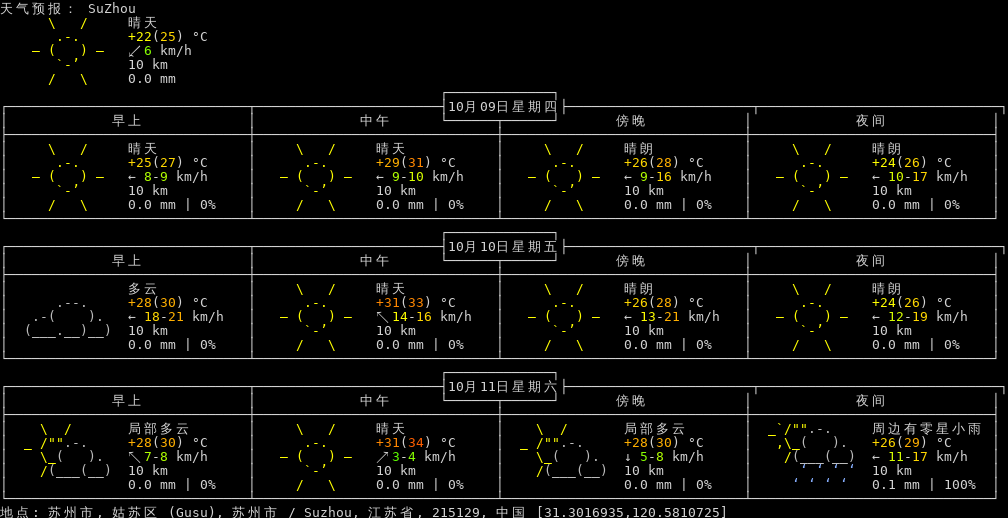 天气预报： SuZhou
晴天
+22(25) °C
↙ 6 km/h
10 km
0.0 mm
10月09日星期四
早上 中午 傍晚 夜间
晴天 晴天 晴朗 晴朗
+25(27) °C +29(31) °C +26(28) °C +24(26) °C
← 8-9 km/h ← 9-10 km/h ← 9-16 km/h ← 10-17 km/h
10 km 10 km 10 km 10 km
0.0 mm | 0% 0.0 mm | 0% 0.0 mm | 0% 0.0 mm | 0%
10月10日星期五
早上 中午 傍晚 夜间
多云 晴天 晴朗 晴朗
+28(30) °C +31(33) °C +26(28) °C +24(26) °C
← 18-21 km/h ↖ 14-16 km/h ← 13-21 km/h ← 12-19 km/h
10 km 10 km 10 km 10 km
0.0 mm | 0% 0.0 mm | 0% 0.0 mm | 0% 0.0 mm | 0%
10月11日星期六
早上 中午 傍晚 夜间
局部多云 晴天 局部多云 周边有零星小雨
+28(30) °C +31(34) °C +28(30) °C +26(29) °C
↖ 7-8 km/h ↗ 3-4 km/h ↓ 5-8 km/h ← 11-17 km/h
10 km 10 km 10 km 10 km
0.0 mm | 0% 0.0 mm | 0% 0.0 mm | 0% 0.1 mm | 100%
地点: 苏州市, 姑苏区 (Gusu), 苏州市 / Suzhou, 江苏省, 215129, 中国 [31.3016935,120.5810725]